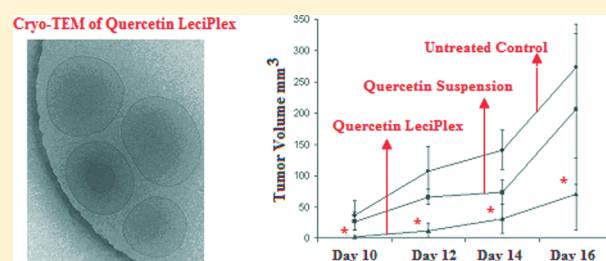 Cryo-TEM of Quercetin LeciPlex
Tumor Volume mm3
350
300
250
200
150
100
50
0
Untreated Control
Quercetin Suspension
Quercetin LeciPlex
*
*
*
*
Day 10 Day 12 Day 14 Day 16